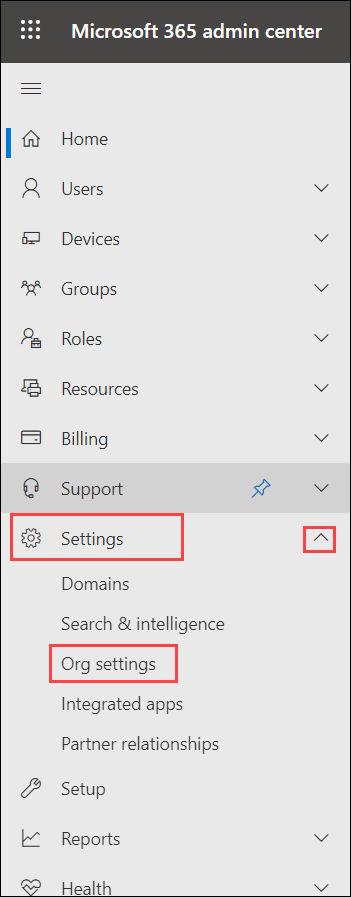 Microsoft 365 admin center
Home
Users
Devices
Groups
Roles
Resources
Billing
Support
Settings
Domains
Search & intelligence
Org settings
Integrated apps
Partner relationships
Setup
Reports
Health